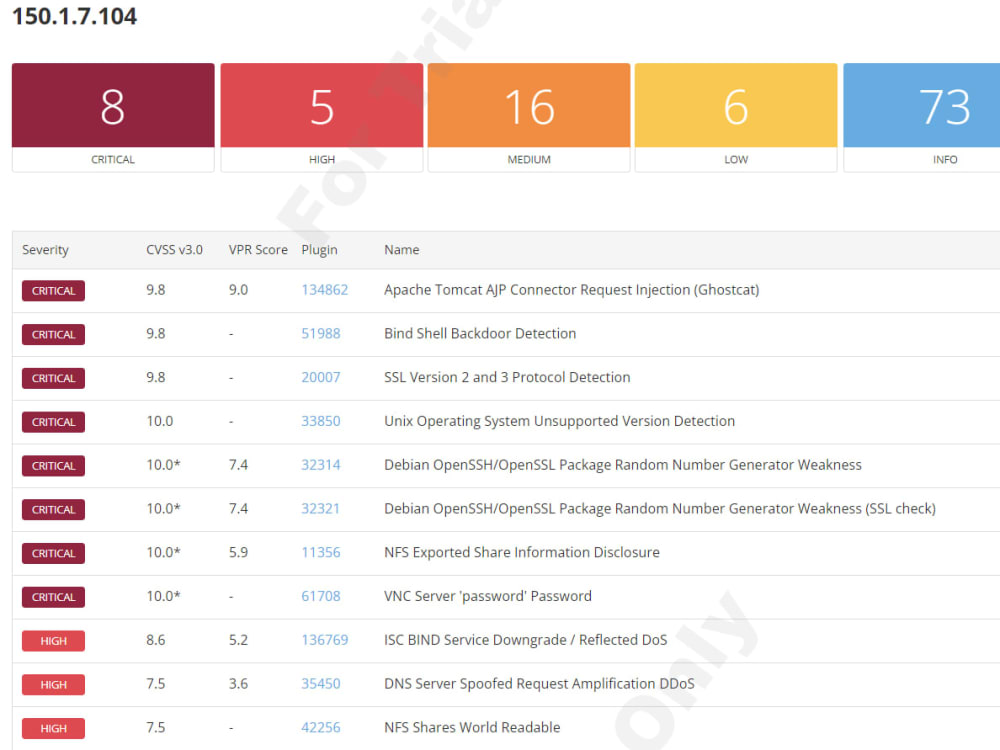 150.1.7.104
8 5 16 6 73
CRITICAL HIGH MEDIUM LOW INFO
Severity CVSS v3.0 VPR Score Plugin Name
CRITICAL 9.8 9.0 134862 Apache Tomcat AJP Connector Request Injection (Ghostcat)
CRITICAL 9.8 - 51988 Bind Shell Backdoor Detection
CRITICAL 9.8 - 20007 SSL Version 2 and 3 Protocol Detection
CRITICAL 10.0 - 33850 Unix Operating System Unsupported Version Detection
CRITICAL 10.0* 7.4 32314 Debian OpenSSH/OpenSSL Package Random Number Generator Weakness
CRITICAL 10.0* 7.4 32321 Debian OpenSSH/OpenSSL Package Random Number Generator Weakness (SSL check)
CRITICAL 10.0* 5.9 11356 NFS Exported Share Information Disclosure
CRITICAL 10.0* - 61708 VNC Server 'password' Password
HIGH 8.6 5.2 136769 ISC BIND Service Downgrade / Reflected DoS
HIGH 7.5 3.6 35450 DNS Server Spoofed Request Amplification DDoS
HIGH 7.5 - 42256 NFS Shares World Readable
For Tria
Only